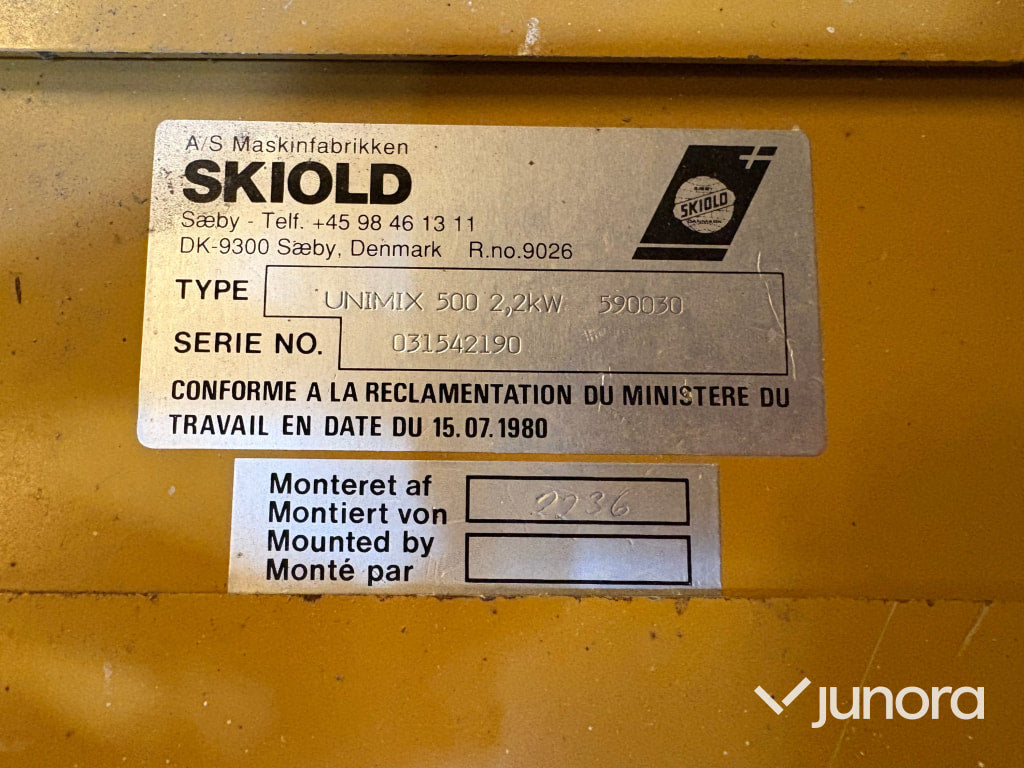 A/S Maskinfabrikken
SKIOLD
Sæby - Telf. +45 98 46 13 11
DK-9300 Sæby, Denmark R.no.9026
SKIOLD
TYPE UNIMIX 500 2,2kW 590030
SERIE NO. 031542190
CONFORME A LA RECLAMENTATION DU MINISTERE DU
TRAVAIL EN DATE DU 15.07.1980
Monteret af 2236
Montiert von
Mounted by
Monté par
junora